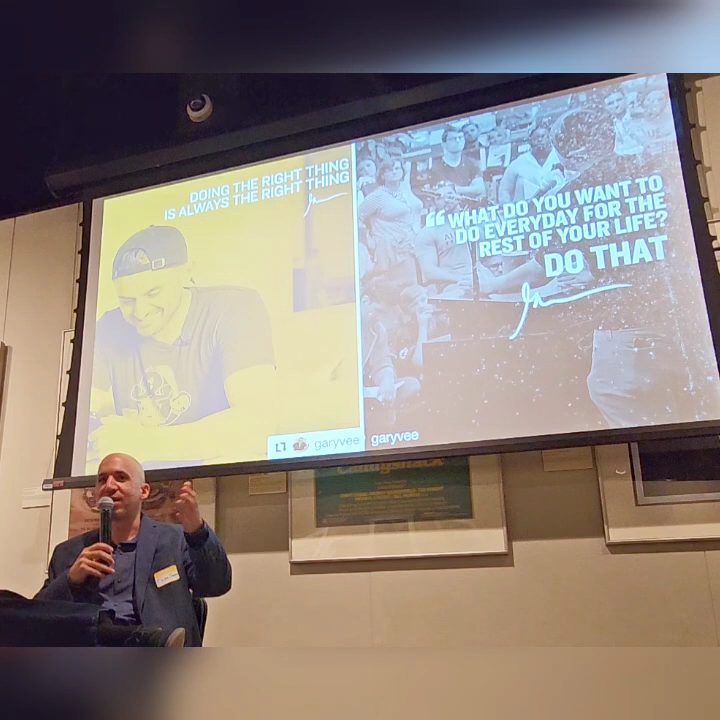 DOING THE RIGHT THING
IS ALWAYS THE RIGHT THING
garyvee
“WHAT DO YOU WANT TO
DO EVERYDAY FOR THE
REST OF YOUR LIFE?
DO THAT
garyvee
Caddyshack